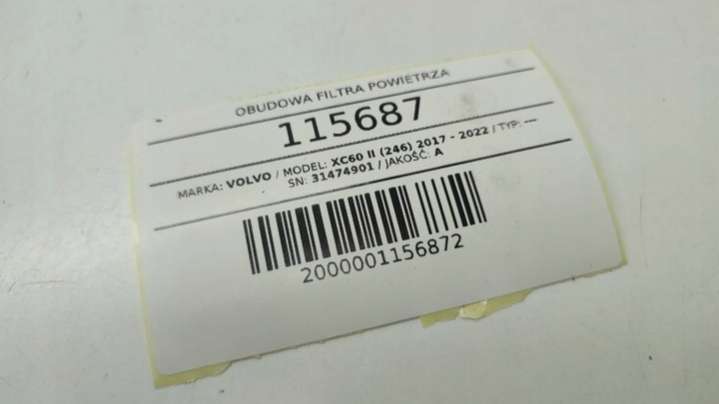 OBUDOWA FILTRA POWIETRZA
115687
MARKA: VOLVO / MODEL: XC60 II (246) 2017 - 2022 / TYP: ---
SN: 31474901 / JAKOŚĆ: A
2000001156872